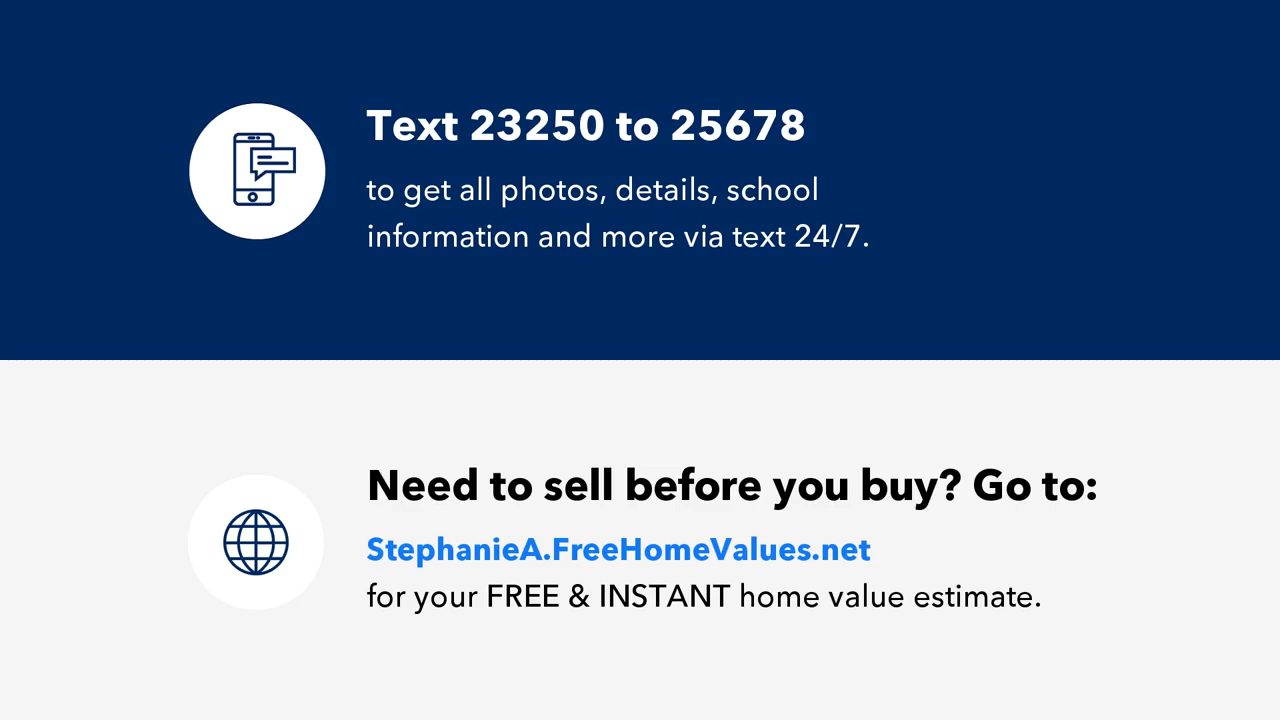 Text 23250 to 25678
to get all photos, details, school
information and more via text 24/7.
Need to sell before you buy? Go to:
StephanieA.FreeHomeValues.net
for your FREE & INSTANT home value estimate.